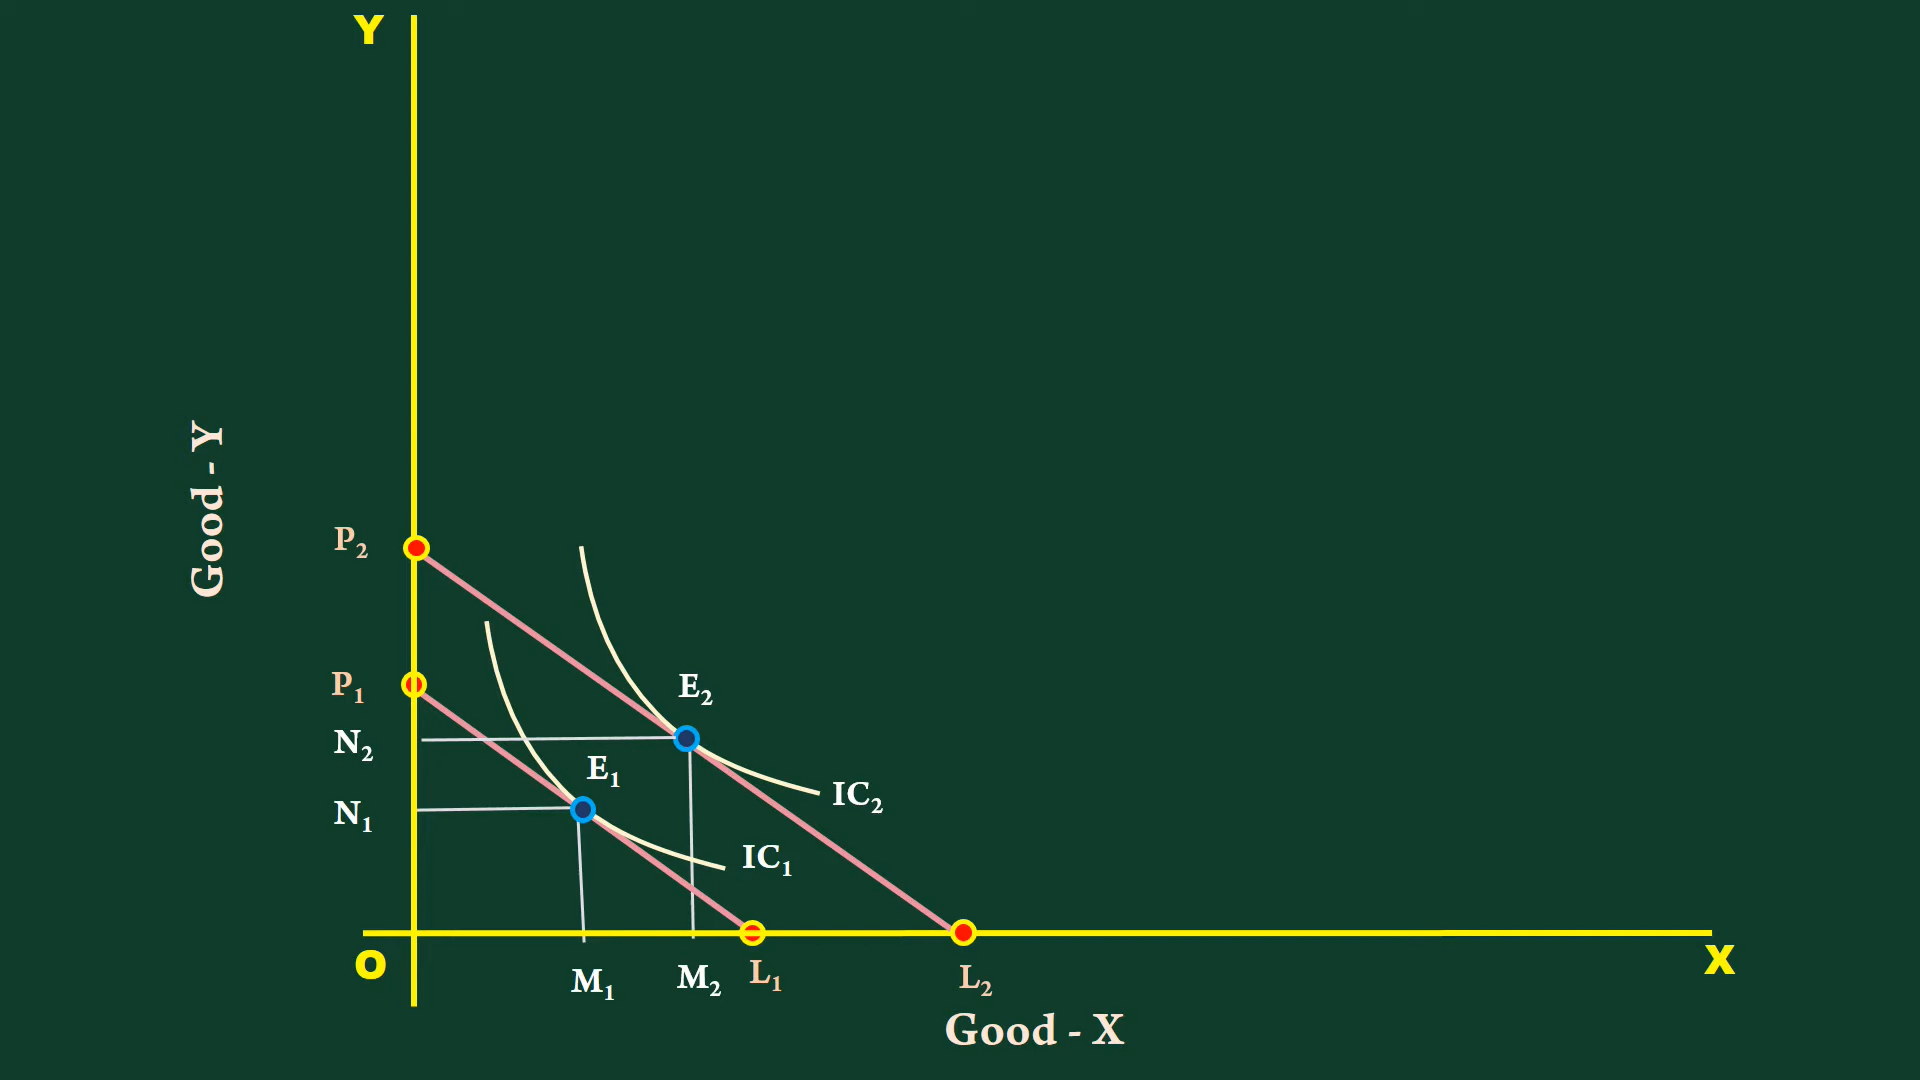 Y
Good - Y
P₂
P₁
N₂
N₁
E₂
E₁
IC₂
IC₁
O
M₁
M₂
L₁
L₂
X
Good - X